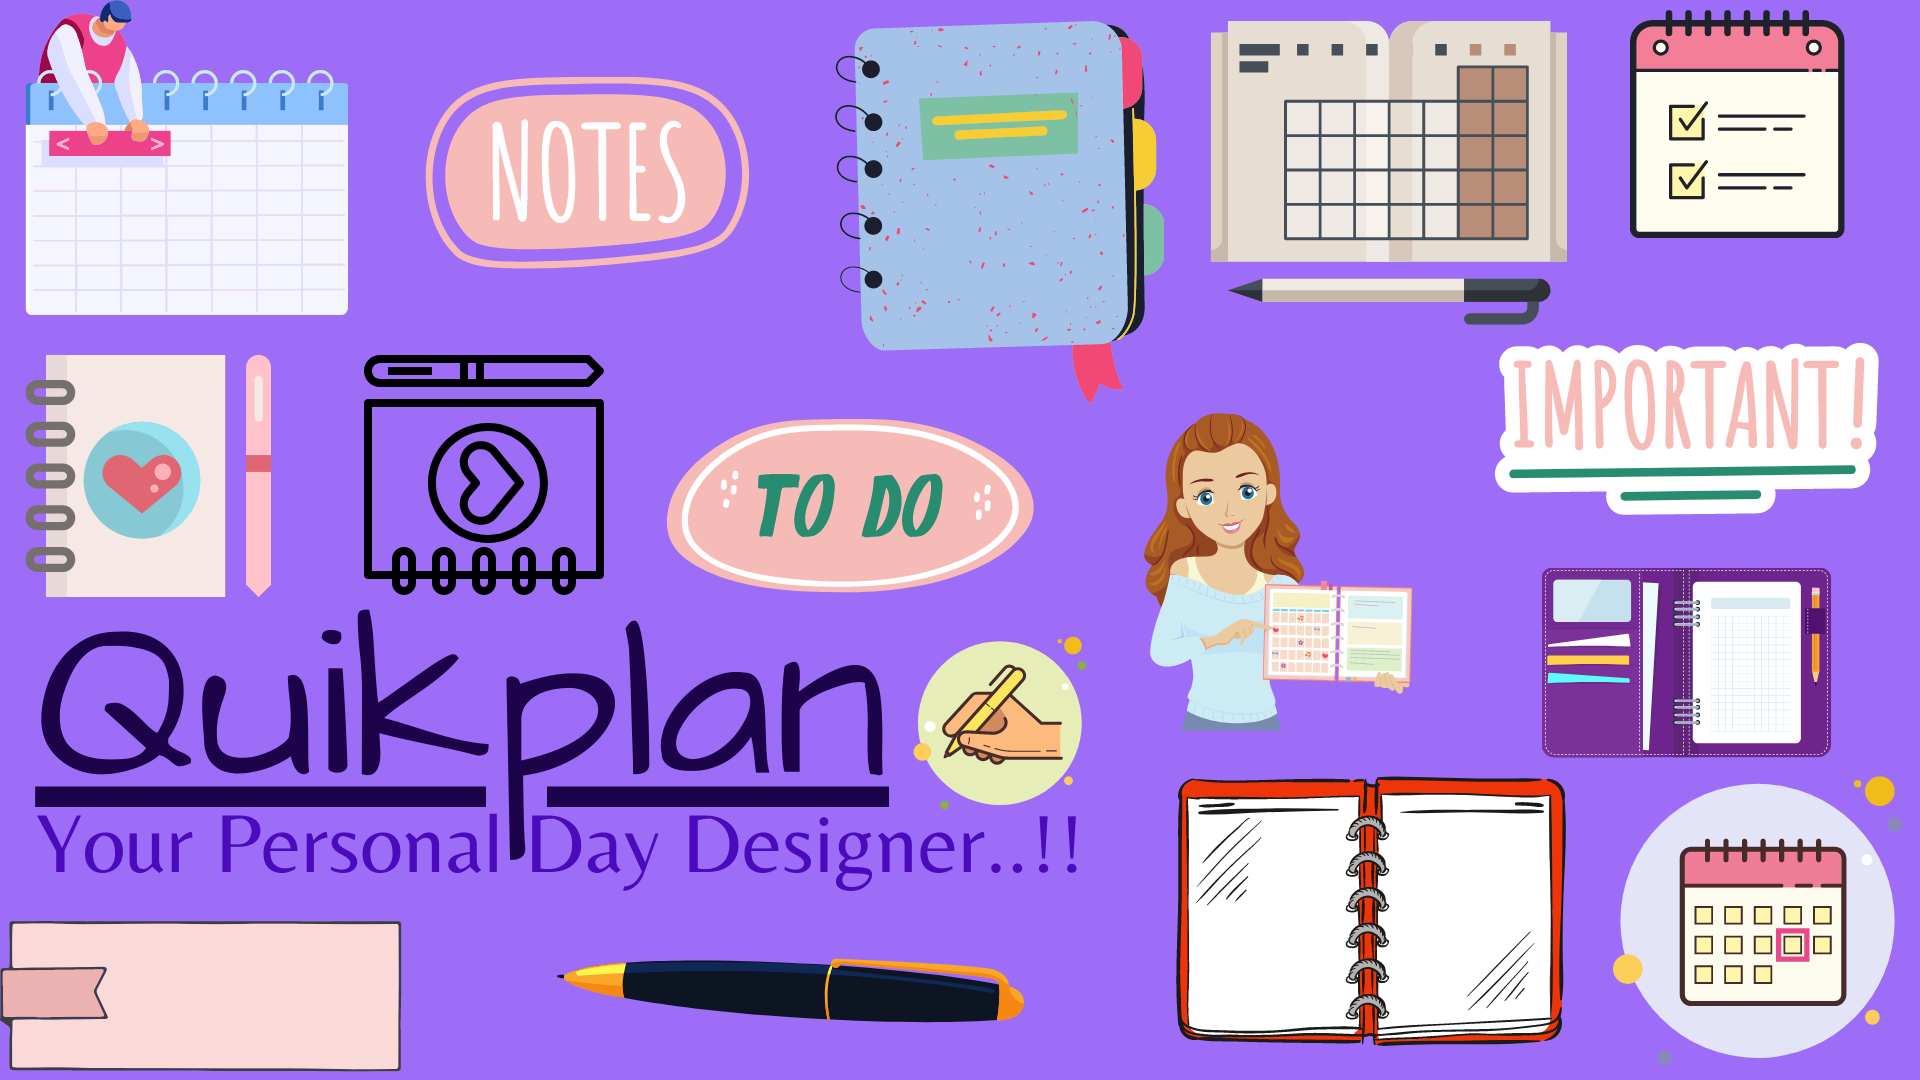 NOTES
IMPORTANT!
TO DO
Quikplan
Your Personal Day Designer..!!